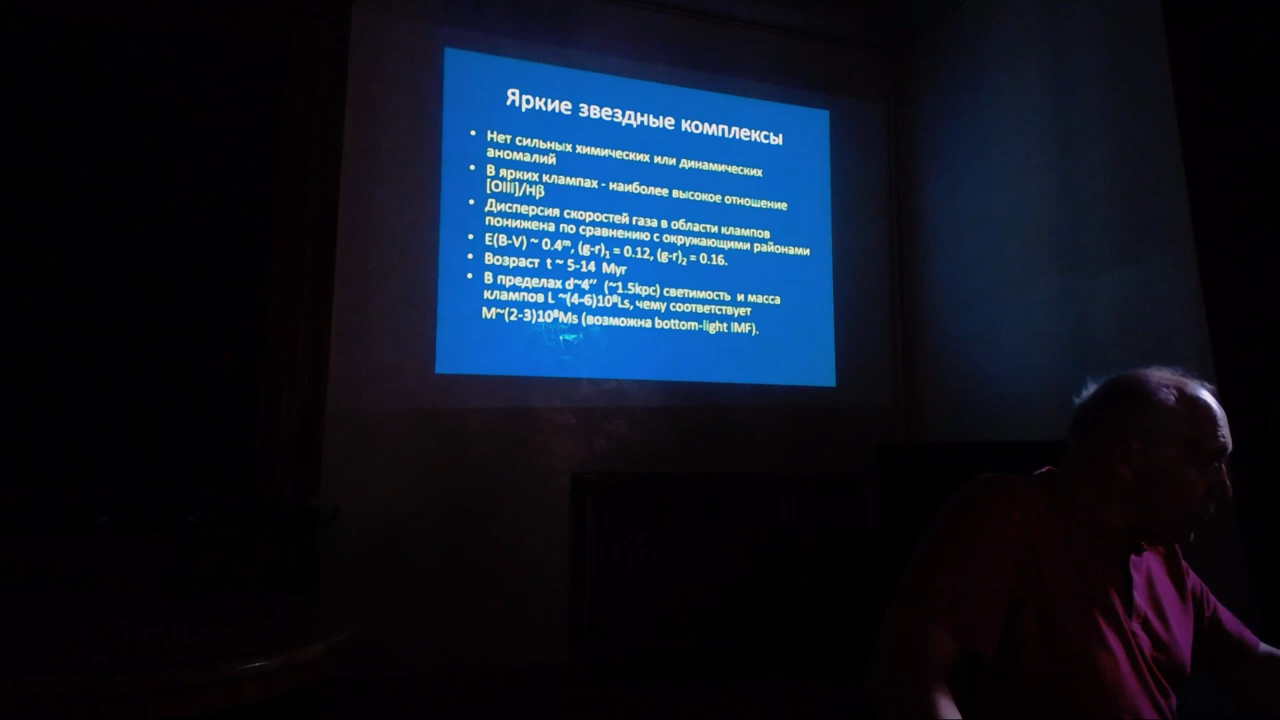 Яркие звездные комплексы
• Нет сильных химических или динамических
аномалий
• В ярких клампах - наиболее высокое отношение
[OIII]/Hβ
• Дисперсия скоростей газа в области клампов
понижена по сравнению с окружающими районами
• E(B-V) ~ 0.4ᵐ, (g-r)₁ = 0.12, (g-r)₂ = 0.16.
• Возраст t ~ 5-14 Myr
• В пределах d~4’’ (~1.5kpc) светимость и масса
клампов L ~(4-6)10⁸Ls, чему соответствует
M~(2-3)10⁸Ms (возможна bottom-light IMF).